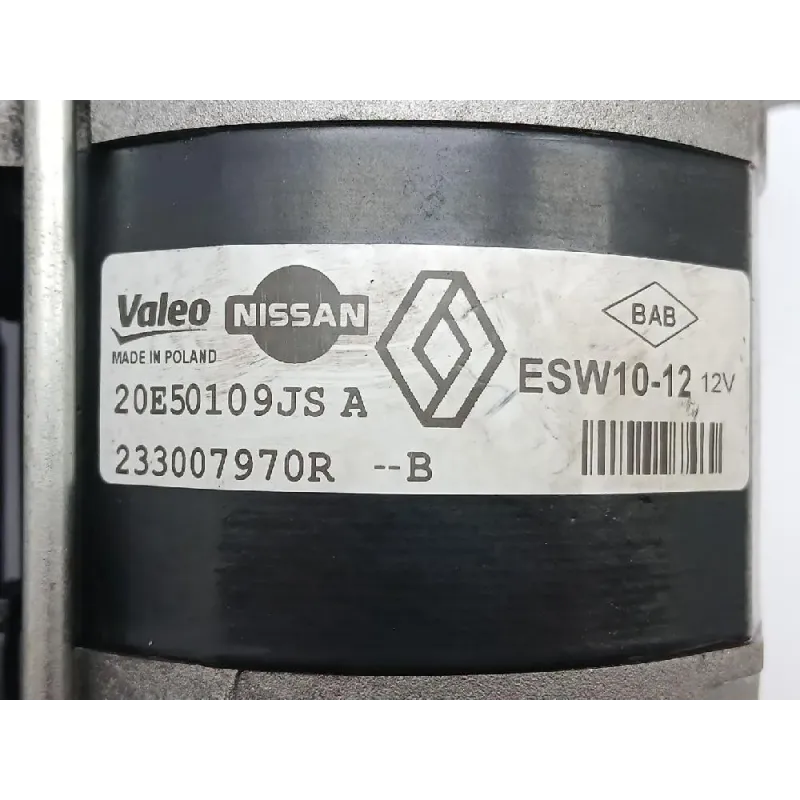 Valeo NISSAN
MADE IN POLAND
BAB
ESW10-12 12V
20E50109JS A
233007970R --B